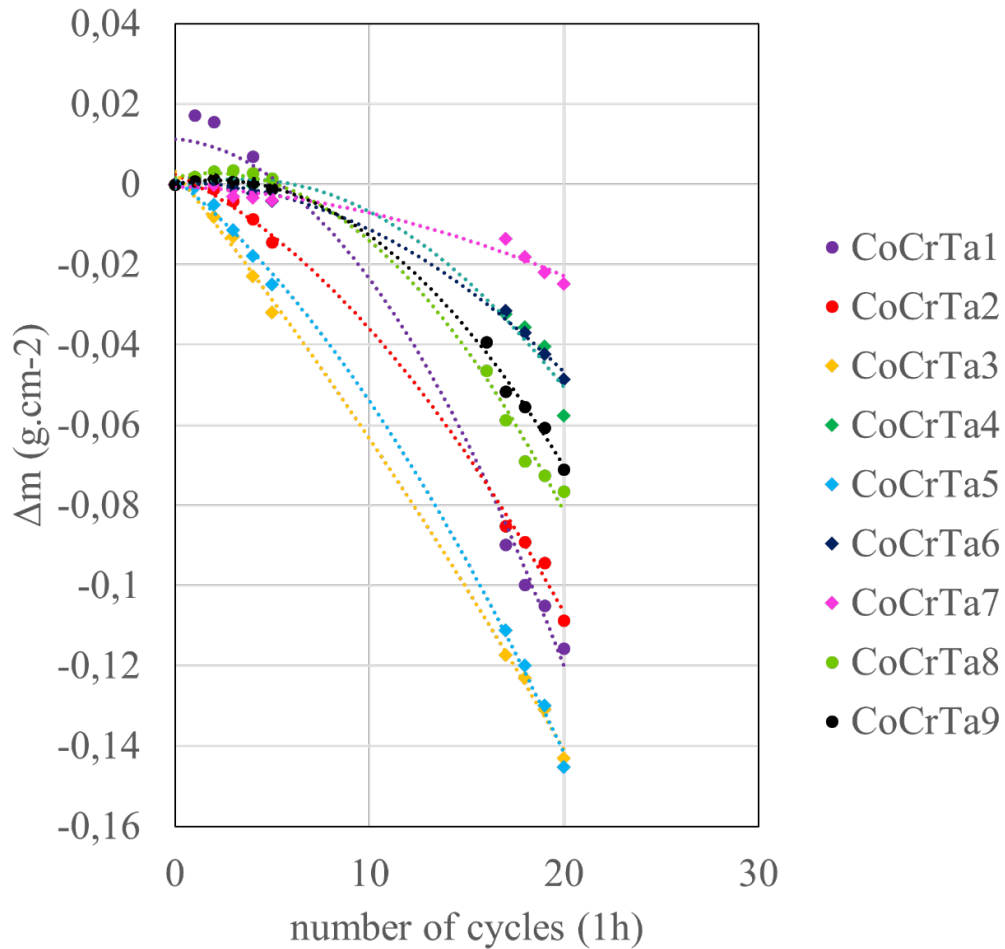 0,04
0,02
0
-0,02
-0,04
-0,06
-0,08
-0,1
-0,12
-0,14
-0,16
Δm (g.cm-2)
0 10 20 30
number of cycles (1h)
CoCrTa1
CoCrTa2
CoCrTa3
CoCrTa4
CoCrTa5
CoCrTa6
CoCrTa7
CoCrTa8
CoCrTa9